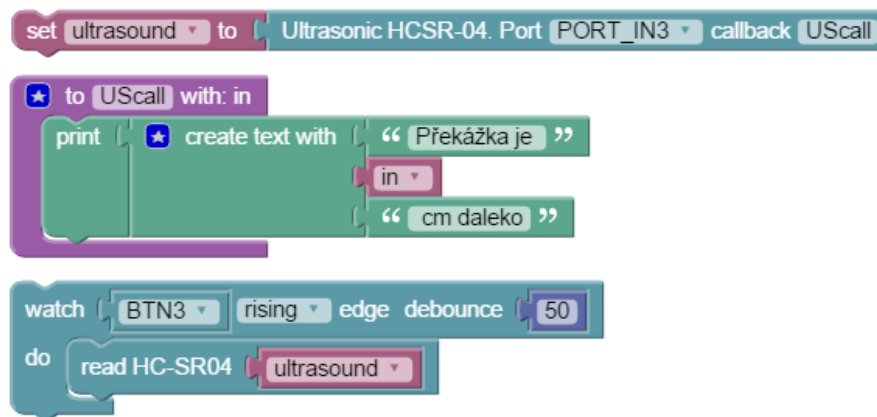 set ultrasound to Ultrasonic HCSR-04. Port PORT_IN3 callback UScall
to UScall with: in
print create text with “ Překážka je ”
in
“ cm daleko ”
watch BTN3 rising edge debounce 50
do read HC-SR04 ultrasound